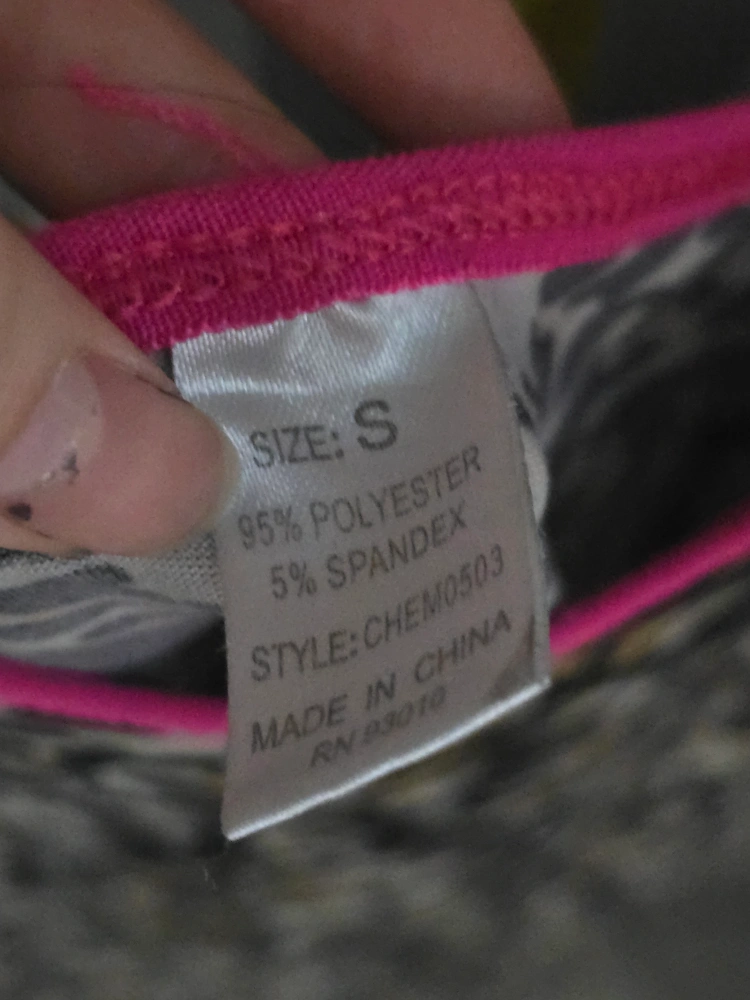 SIZE: S
95% POLYESTER
5% SPANDEX
STYLE: CHEM0503
MADE IN CHINA
RN 93010